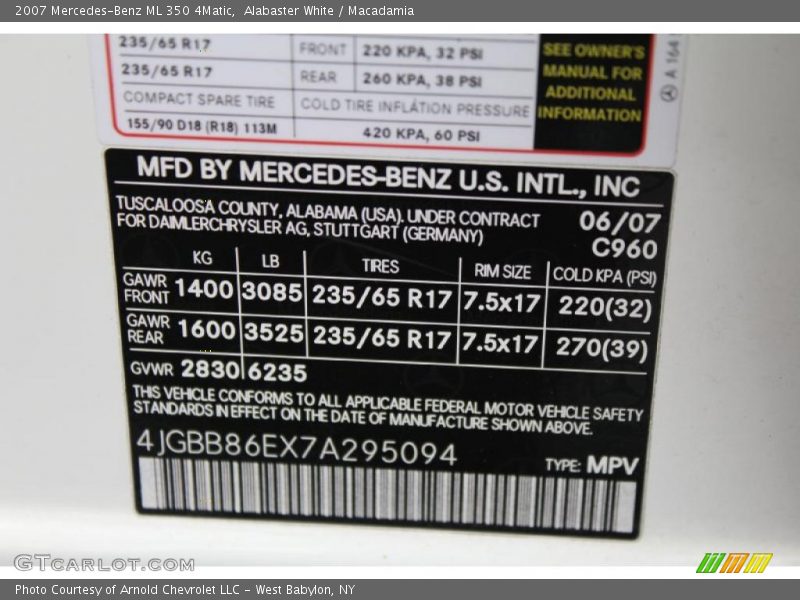 2007 Mercedes-Benz ML 350 4Matic,  Alabaster White / Macadamia
235/65 R17 FRONT 220 KPA, 32 PSI
235/65 R17 REAR 260 KPA, 38 PSI
COMPACT SPARE TIRE COLD TIRE INFLATION PRESSURE
155/90 D18 (R18) 113M 420 KPA, 60 PSI
SEE OWNER'S
MANUAL FOR
ADDITIONAL
INFORMATION
A 164
MFD BY MERCEDES-BENZ U.S. INTL., INC
TUSCALOOSA COUNTY, ALABAMA (USA). UNDER CONTRACT
FOR DAIMLERCHRYSLER AG, STUTTGART (GERMANY)
06/07
C960
KG LB TIRES RIM SIZE COLD KPA (PSI)
GAWR FRONT 1400 3085 235/65 R17 7.5x17 220(32)
GAWR REAR 1600 3525 235/65 R17 7.5x17 270(39)
GVWR 2830 6235
THIS VEHICLE CONFORMS TO ALL APPLICABLE FEDERAL MOTOR VEHICLE SAFETY
STANDARDS IN EFFECT ON THE DATE OF MANUFACTURE SHOWN ABOVE.
4JGBB86EX7A295094
TYPE: MPV
GTCARLOT.COM
Photo Courtesy of Arnold Chevrolet LLC - West Babylon, NY